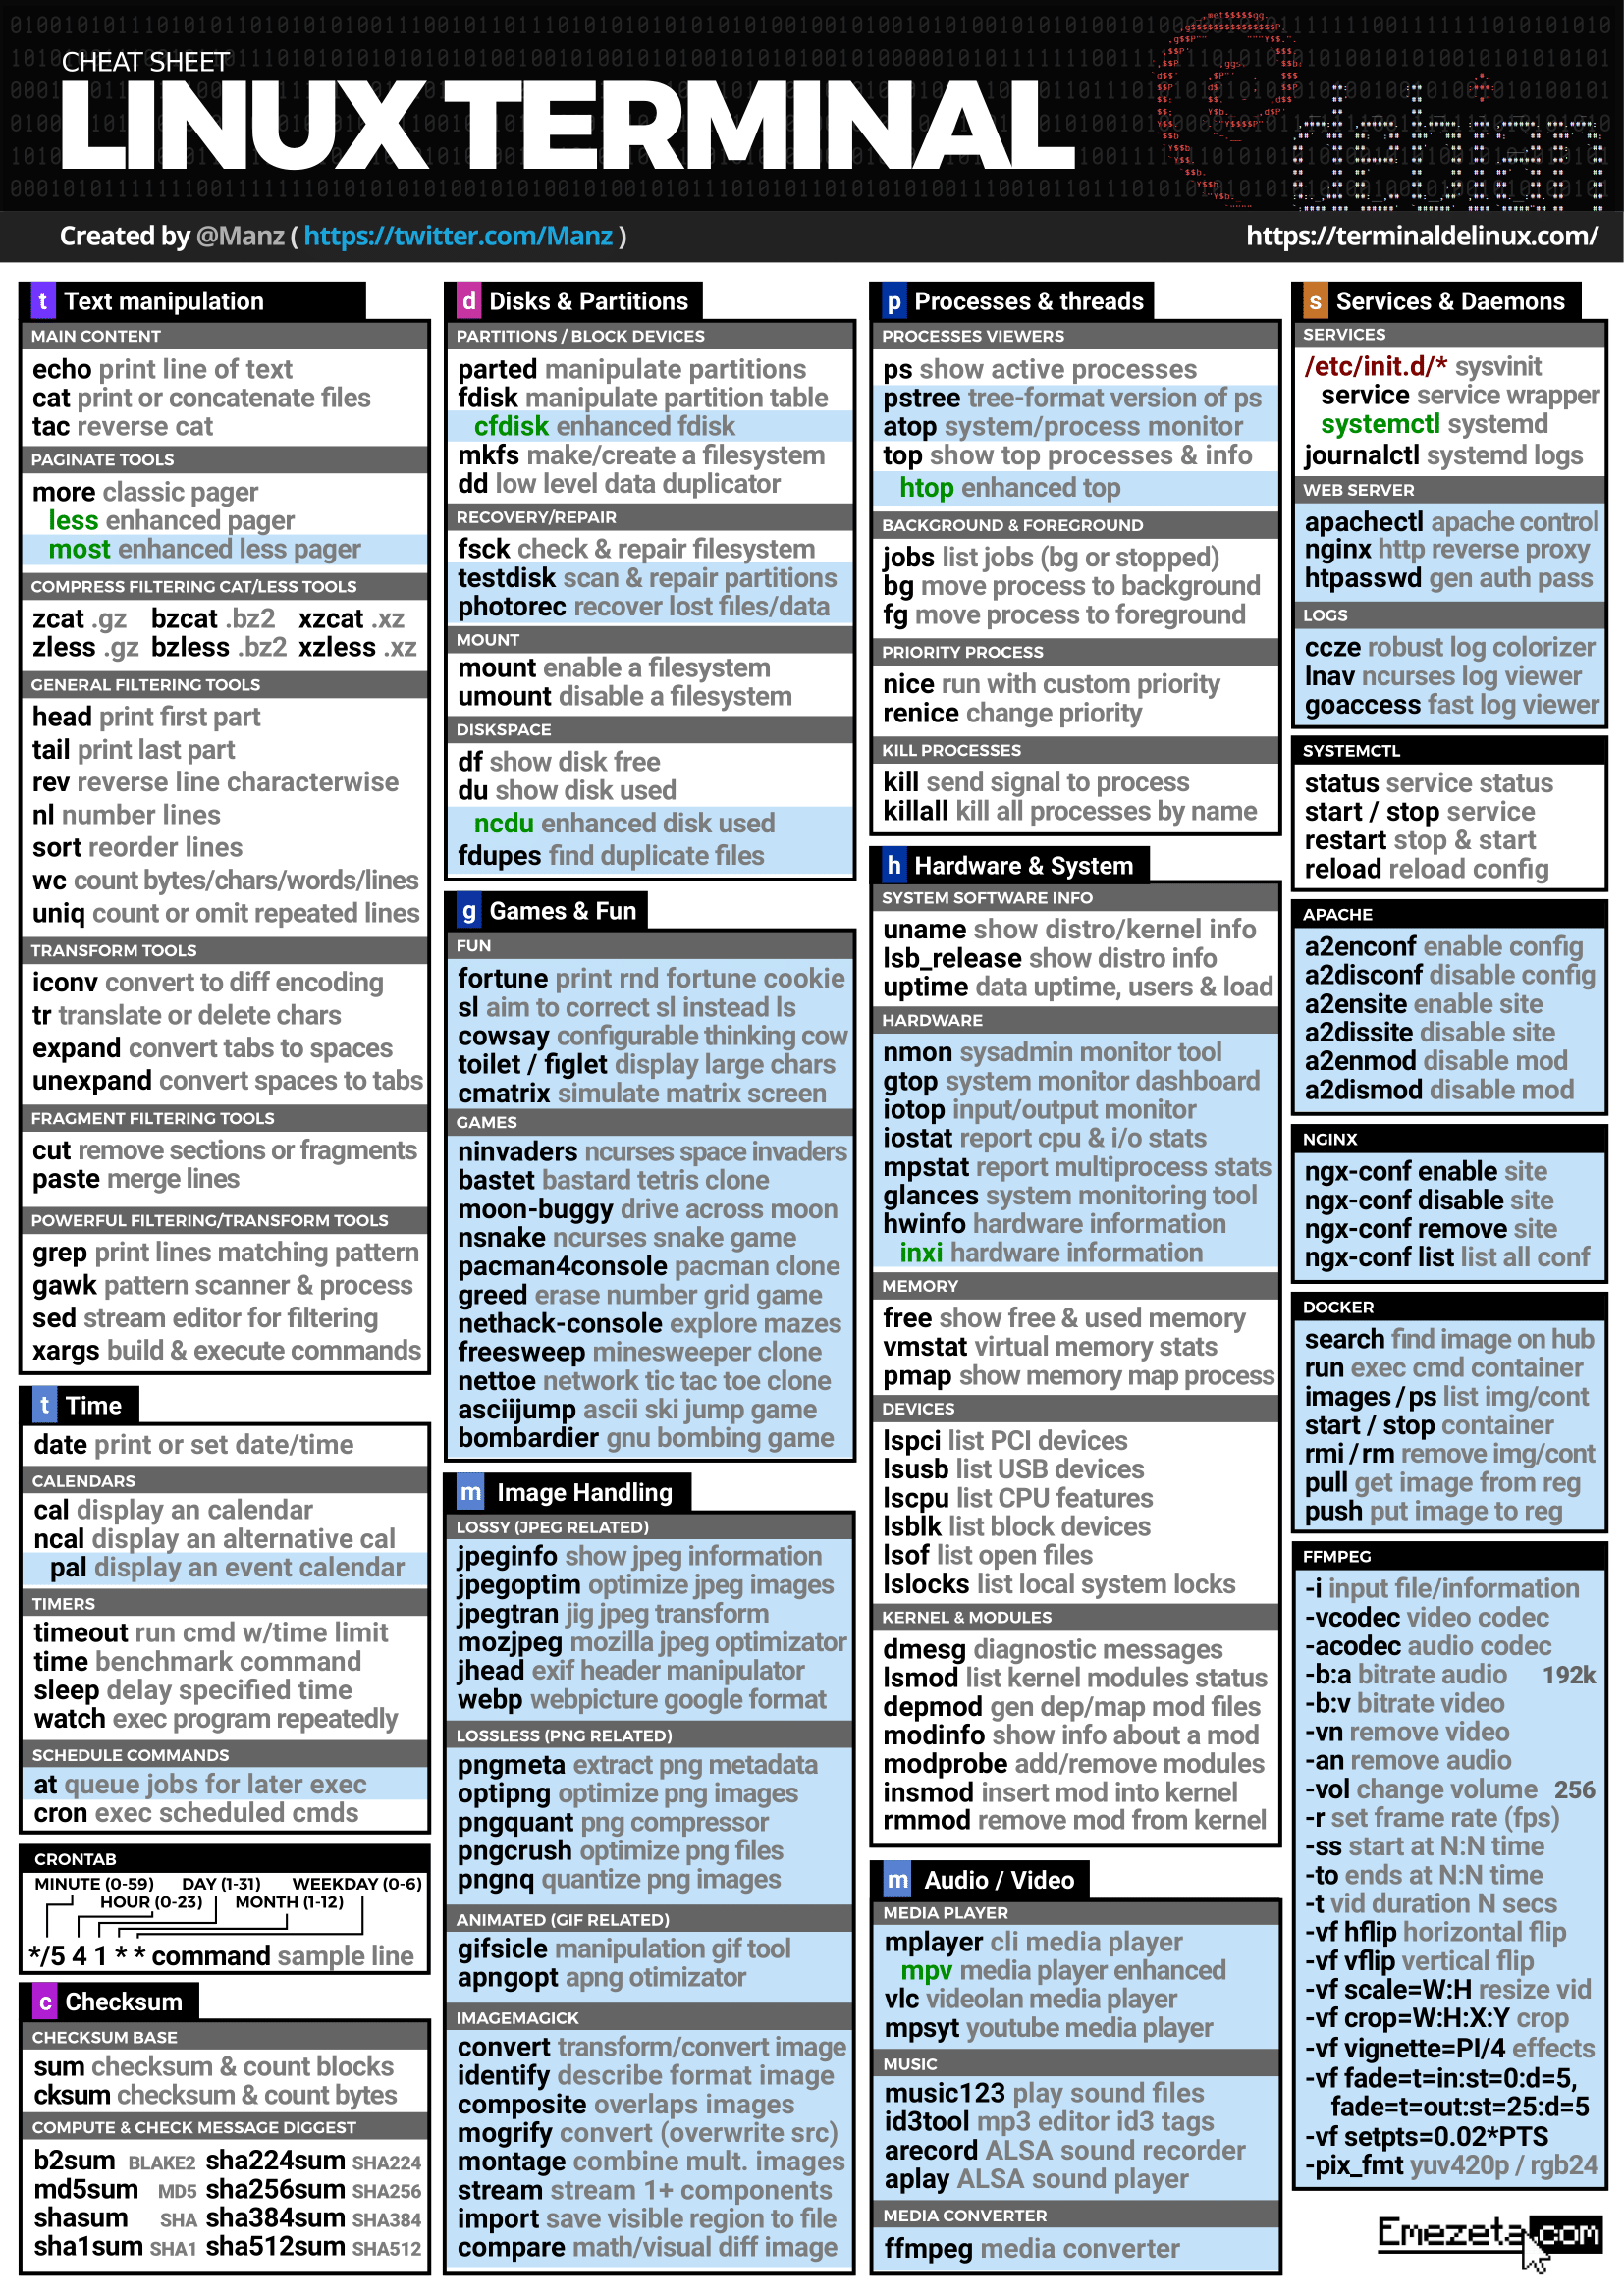 CHEAT SHEET
LINUX TERMINAL
debian
Created by @Manz ( https://twitter.com/Manz )
https://terminaldelinux.com/
t Text manipulation
MAIN CONTENT
echo print line of text
cat print or concatenate files
tac reverse cat
PAGINATE TOOLS
more classic pager
less enhanced pager
most enhanced less pager
COMPRESS FILTERING CAT/LESS TOOLS
zcat .gz bzcat .bz2 xzcat .xz
zless .gz bzless .bz2 xzless .xz
GENERAL FILTERING TOOLS
head print first part
tail print last part
rev reverse line characterwise
nl number lines
sort reorder lines
wc count bytes/chars/words/lines
uniq count or omit repeated lines
TRANSFORM TOOLS
iconv convert to diff encoding
tr translate or delete chars
expand convert tabs to spaces
unexpand convert spaces to tabs
FRAGMENT FILTERING TOOLS
cut remove sections or fragments
paste merge lines
POWERFUL FILTERING/TRANSFORM TOOLS
grep print lines matching pattern
gawk pattern scanner & process
sed stream editor for filtering
xargs build & execute commands
t Time
date print or set date/time
CALENDARS
cal display an calendar
ncal display an alternative cal
pal display an event calendar
TIMERS
timeout run cmd w/time limit
time benchmark command
sleep delay specified time
watch exec program repeatedly
SCHEDULE COMMANDS
at queue jobs for later exec
cron exec scheduled cmds
CRONTAB
MINUTE (0-59) DAY (1-31) WEEKDAY (0-6)
HOUR (0-23) MONTH (1-12)
*/5 4 1 * * command sample line
c Checksum
CHECKSUM BASE
sum checksum & count blocks
cksum checksum & count bytes
COMPUTE & CHECK MESSAGE DIGGEST
b2sum BLAKE2 sha224sum SHA224
md5sum MD5 sha256sum SHA256
shasum SHA sha384sum SHA384
sha1sum SHA1 sha512sum SHA512
d Disks & Partitions
PARTITIONS / BLOCK DEVICES
parted manipulate partitions
fdisk manipulate partition table
cfdisk enhanced fdisk
mkfs make/create a filesystem
dd low level data duplicator
RECOVERY/REPAIR
fsck check & repair filesystem
testdisk scan & repair partitions
photorec recover lost files/data
MOUNT
mount enable a filesystem
umount disable a filesystem
DISKSPACE
df show disk free
du show disk used
ncdu enhanced disk used
fdupes find duplicate files
g Games & Fun
FUN
fortune print rnd fortune cookie
sl aim to correct sl instead ls
cowsay configurable thinking cow
toilet / figlet display large chars
cmatrix simulate matrix screen
GAMES
ninvaders ncurses space invaders
bastet bastard tetris clone
moon-buggy drive across moon
nsnake ncurses snake game
pacman4console pacman clone
greed erase number grid game
nethack-console explore mazes
freesweep minesweeper clone
nettoe network tic tac toe clone
asciijump ascii ski jump game
bombardier gnu bombing game
m Image Handling
LOSSY (JPEG RELATED)
jpeginfo show jpeg information
jpegoptim optimize jpeg images
jpegtran jig jpeg transform
mozjpeg mozilla jpeg optimizator
jhead exif header manipulator
webp webpicture google format
LOSSLESS (PNG RELATED)
pngmeta extract png metadata
optipng optimize png images
pngquant png compressor
pngcrush optimize png files
pngnq quantize png images
ANIMATED (GIF RELATED)
gifsicle manipulation gif tool
apngopt apng otimizator
IMAGEMAGICK
convert transform/convert image
identify describe format image
composite overlaps images
mogrify convert (overwrite src)
montage combine mult. images
stream stream 1+ components
import save visible region to file
compare math/visual diff image
p Processes & threads
PROCESSES VIEWERS
ps show active processes
pstree tree-format version of ps
atop system/process monitor
top show top processes & info
htop enhanced top
BACKGROUND & FOREGROUND
jobs list jobs (bg or stopped)
bg move process to background
fg move process to foreground
PRIORITY PROCESS
nice run with custom priority
renice change priority
KILL PROCESSES
kill send signal to process
killall kill all processes by name
h Hardware & System
SYSTEM SOFTWARE INFO
uname show distro/kernel info
lsb_release show distro info
uptime data uptime, users & load
HARDWARE
nmon sysadmin monitor tool
gtop system monitor dashboard
iotop input/output monitor
iostat report cpu & i/o stats
mpstat report multiprocess stats
glances system monitoring tool
hwinfo hardware information
inxi hardware information
MEMORY
free show free & used memory
vmstat virtual memory stats
pmap show memory map process
DEVICES
lspci list PCI devices
lsusb list USB devices
lscpu list CPU features
lsblk list block devices
lsof list open files
lslocks list local system locks
KERNEL & MODULES
dmesg diagnostic messages
lsmod list kernel modules status
depmod gen dep/map mod files
modinfo show info about a mod
modprobe add/remove modules
insmod insert mod into kernel
rmmod remove mod from kernel
m Audio / Video
MEDIA PLAYER
mplayer cli media player
mpv media player enhanced
vlc videolan media player
mpsyt youtube media player
MUSIC
music123 play sound files
id3tool mp3 editor id3 tags
arecord ALSA sound recorder
aplay ALSA sound player
MEDIA CONVERTER
ffmpeg media converter
s Services & Daemons
SERVICES
/etc/init.d/* sysvinit
service service wrapper
systemctl systemd
journalctl systemd logs
WEB SERVER
apachectl apache control
nginx http reverse proxy
htpasswd gen auth pass
LOGS
ccze robust log colorizer
lnav ncurses log viewer
goaccess fast log viewer
SYSTEMCTL
status service status
start / stop service
restart stop & start
reload reload config
APACHE
a2enconf enable config
a2disconf disable config
a2ensite enable site
a2dissite disable site
a2enmod disable mod
a2dismod disable mod
NGINX
ngx-conf enable site
ngx-conf disable site
ngx-conf remove site
ngx-conf list list all conf
DOCKER
search find image on hub
run exec cmd container
images / ps list img/cont
start / stop container
rmi / rm remove img/cont
pull get image from reg
push put image to reg
FFMPEG
-i input file/information
-vcodec video codec
-acodec audio codec
-b:a bitrate audio 192k
-b:v bitrate video
-vn remove video
-an remove audio
-vol change volume 256
-r set frame rate (fps)
-ss start at N:N time
-to ends at N:N time
-t vid duration N secs
-vf hflip horizontal flip
-vf vflip vertical flip
-vf scale=W:H resize vid
-vf crop=W:H:X:Y crop
-vf vignette=PI/4 effects
-vf fade=t=in:st=0:d=5,
fade=t=out:st=25:d=5
-vf setpts=0.02*PTS
-pix_fmt yuv420p / rgb24
Emezeta.com